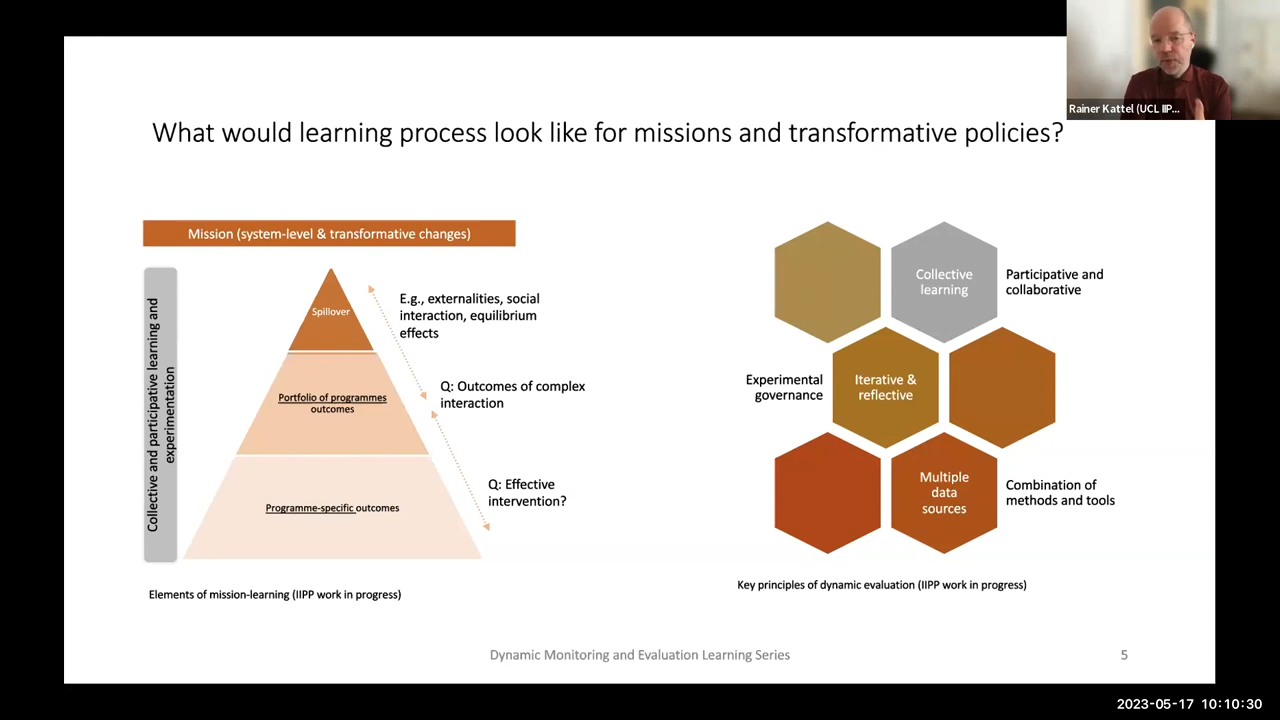 Rainer Kattel (UCL IIP...
What would learning process look like for missions and transformative policies?
Mission (system-level & transformative changes)
Collective and participative learning and
experimentation
Spillover
E.g., externalities, social
interaction, equilibrium
effects
Portfolio of programmes
outcomes
Q: Outcomes of complex
interaction
Q: Effective
intervention?
Programme-specific outcomes
Elements of mission-learning (IIPP work in progress)
Collective
learning
Participative and
collaborative
Experimental
governance
Iterative &
reflective
Multiple
data
sources
Combination of
methods and tools
Key principles of dynamic evaluation (IIPP work in progress)
Dynamic Monitoring and Evaluation Learning Series
5
2023-05-17 10:10:30